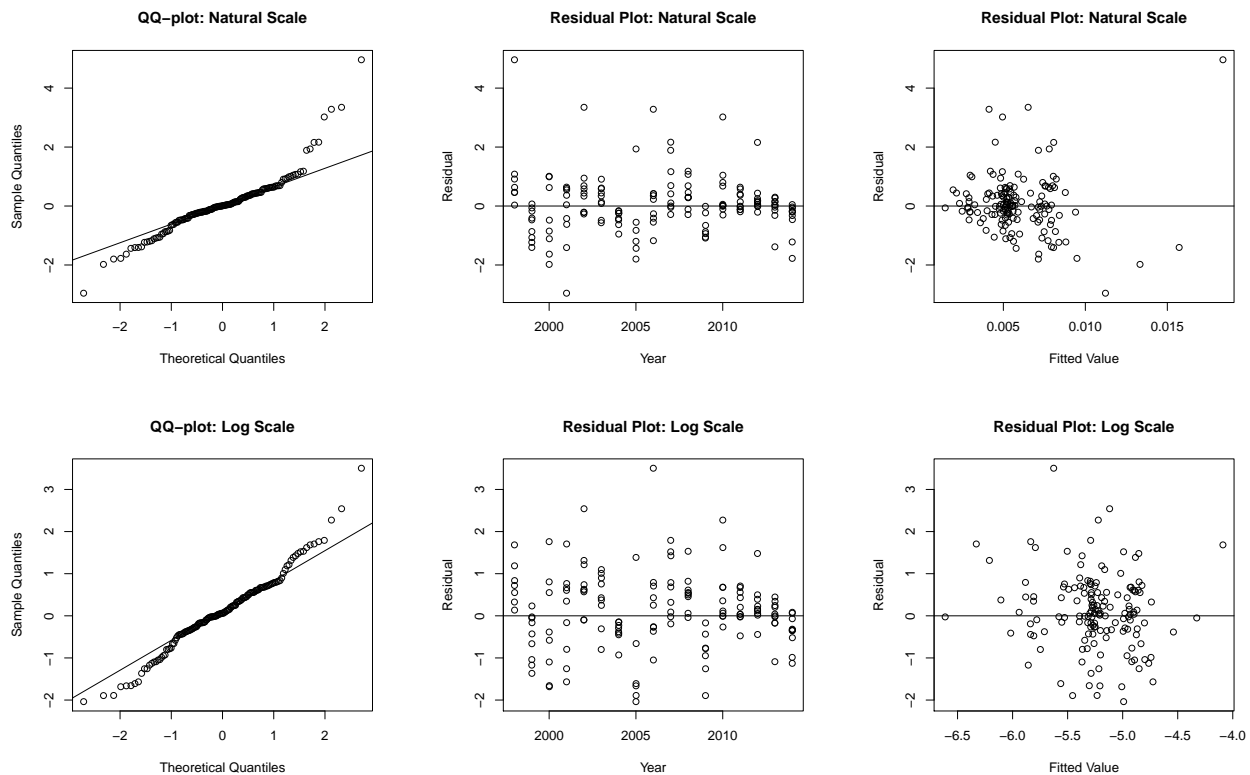 QQ−plot: Natural Scale
Sample Quantiles
4
2
0
−2
−2 −1 0 1 2
Theoretical Quantiles
Residual Plot: Natural Scale
Residual
4
2
0
−2
2000 2005 2010
Year
Residual Plot: Natural Scale
Residual
4
2
0
−2
0.005 0.010 0.015
Fitted Value
QQ−plot: Log Scale
Sample Quantiles
3
2
1
0
−1
−2
−2 −1 0 1 2
Theoretical Quantiles
Residual Plot: Log Scale
Residual
3
2
1
0
−1
−2
2000 2005 2010
Year
Residual Plot: Log Scale
Residual
3
2
1
0
−1
−2
−6.5 −6.0 −5.5 −5.0 −4.5 −4.0
Fitted Value